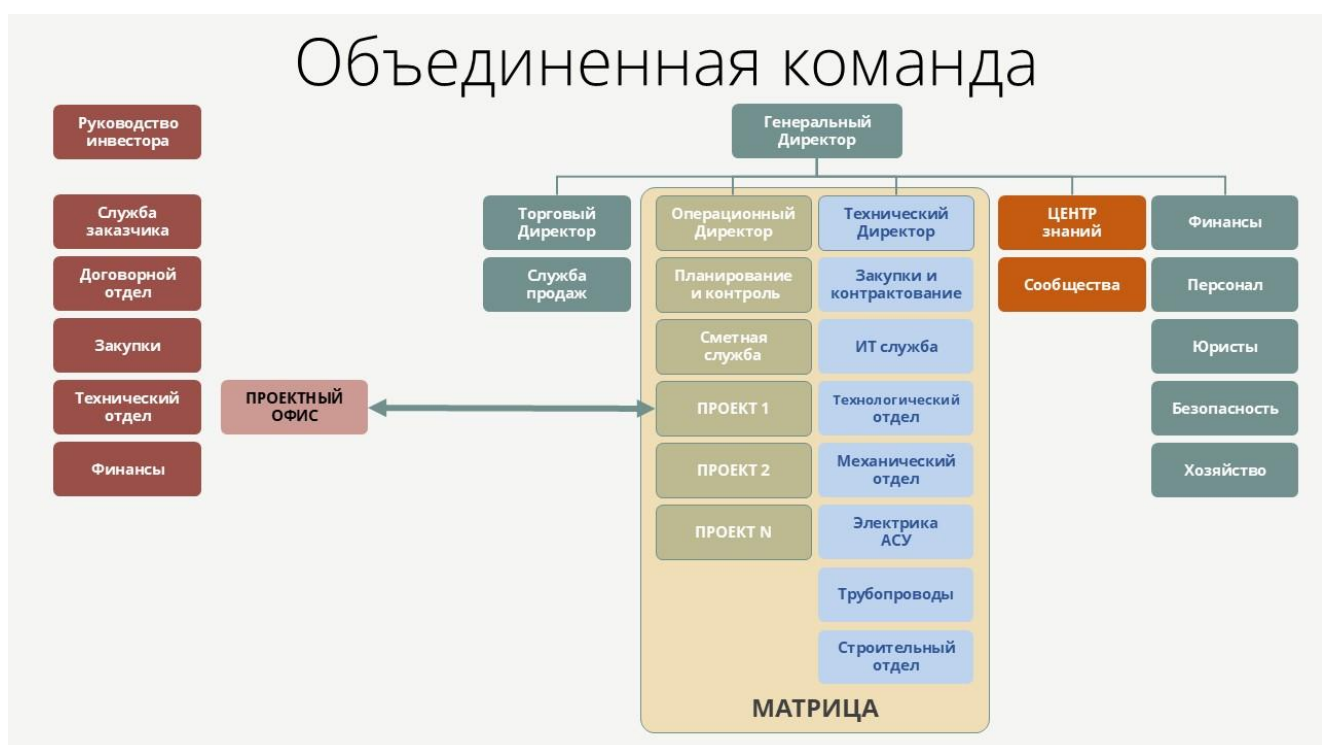 Объединенная команда
Руководство
инвестора
Служба
заказчика
Договорной
отдел
Закупки
Технический
отдел
Финансы
ПРОЕКТНЫЙ
ОФИС
Генеральный
Директор
Торговый
Директор
Служба
продаж
Операционный
Директор
Планирование
и контроль
Сметная
служба
ПРОЕКТ 1
ПРОЕКТ 2
ПРОЕКТ N
Технический
Директор
Закупки и
контрактование
ИТ служба
Технологический
отдел
Механический
отдел
Электрика
АСУ
Трубопроводы
Строительный
отдел
МАТРИЦА
ЦЕНТР
знаний
Сообщества
Финансы
Персонал
Юристы
Безопасность
Хозяйство